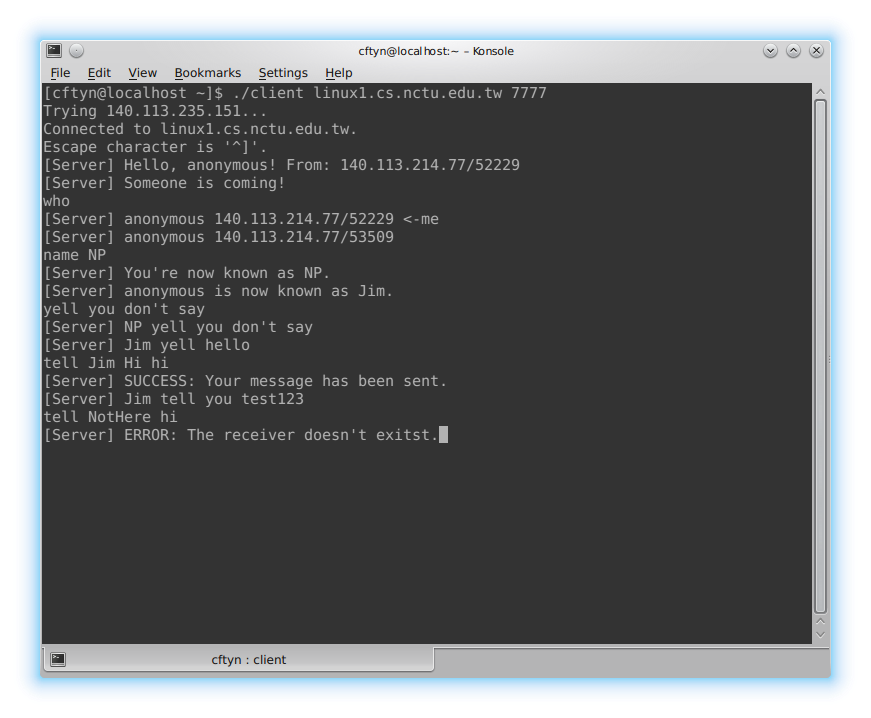 cftyn@localhost:~ – Konsole
File Edit View Bookmarks Settings Help
[cftyn@localhost ~]$ ./client linux1.cs.nctu.edu.tw 7777
Trying 140.113.235.151...
Connected to linux1.cs.nctu.edu.tw.
Escape character is '^]'.
[Server] Hello, anonymous! From: 140.113.214.77/52229
[Server] Someone is coming!
who
[Server] anonymous 140.113.214.77/52229 <-me
[Server] anonymous 140.113.214.77/53509
name NP
[Server] You're now known as NP.
[Server] anonymous is now known as Jim.
yell you don't say
[Server] NP yell you don't say
[Server] Jim yell hello
tell Jim Hi hi
[Server] SUCCESS: Your message has been sent.
[Server] Jim tell you test123
tell NotHere hi
[Server] ERROR: The receiver doesn't exitst.
cftyn : client